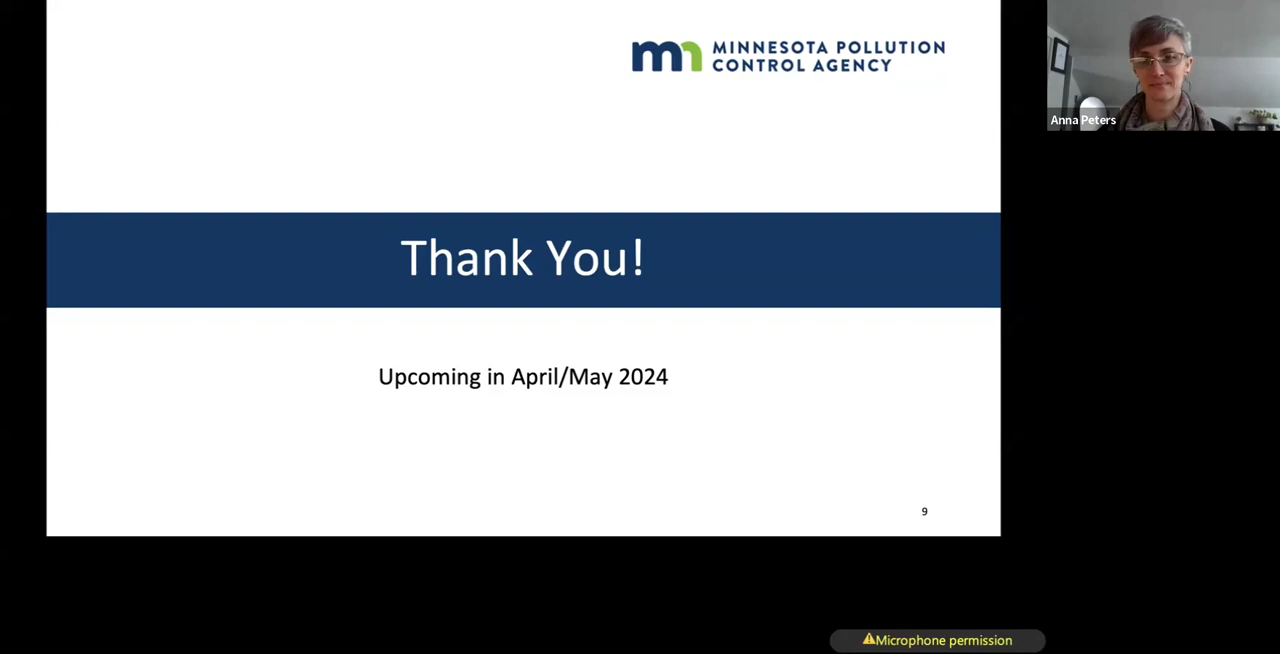 MINNESOTA POLLUTION
CONTROL AGENCY
Anna Peters
Thank You!
Upcoming in April/May 2024
9
Microphone permission